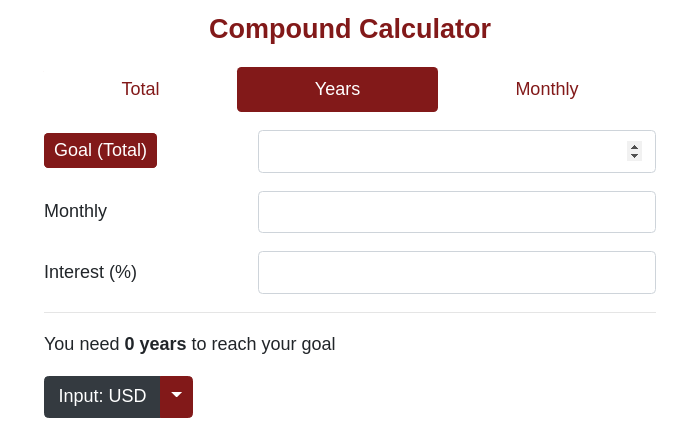 Compound Calculator
Total Years Monthly
Goal (Total)
Monthly
Interest (%)
You need 0 years to reach your goal
Input: USD